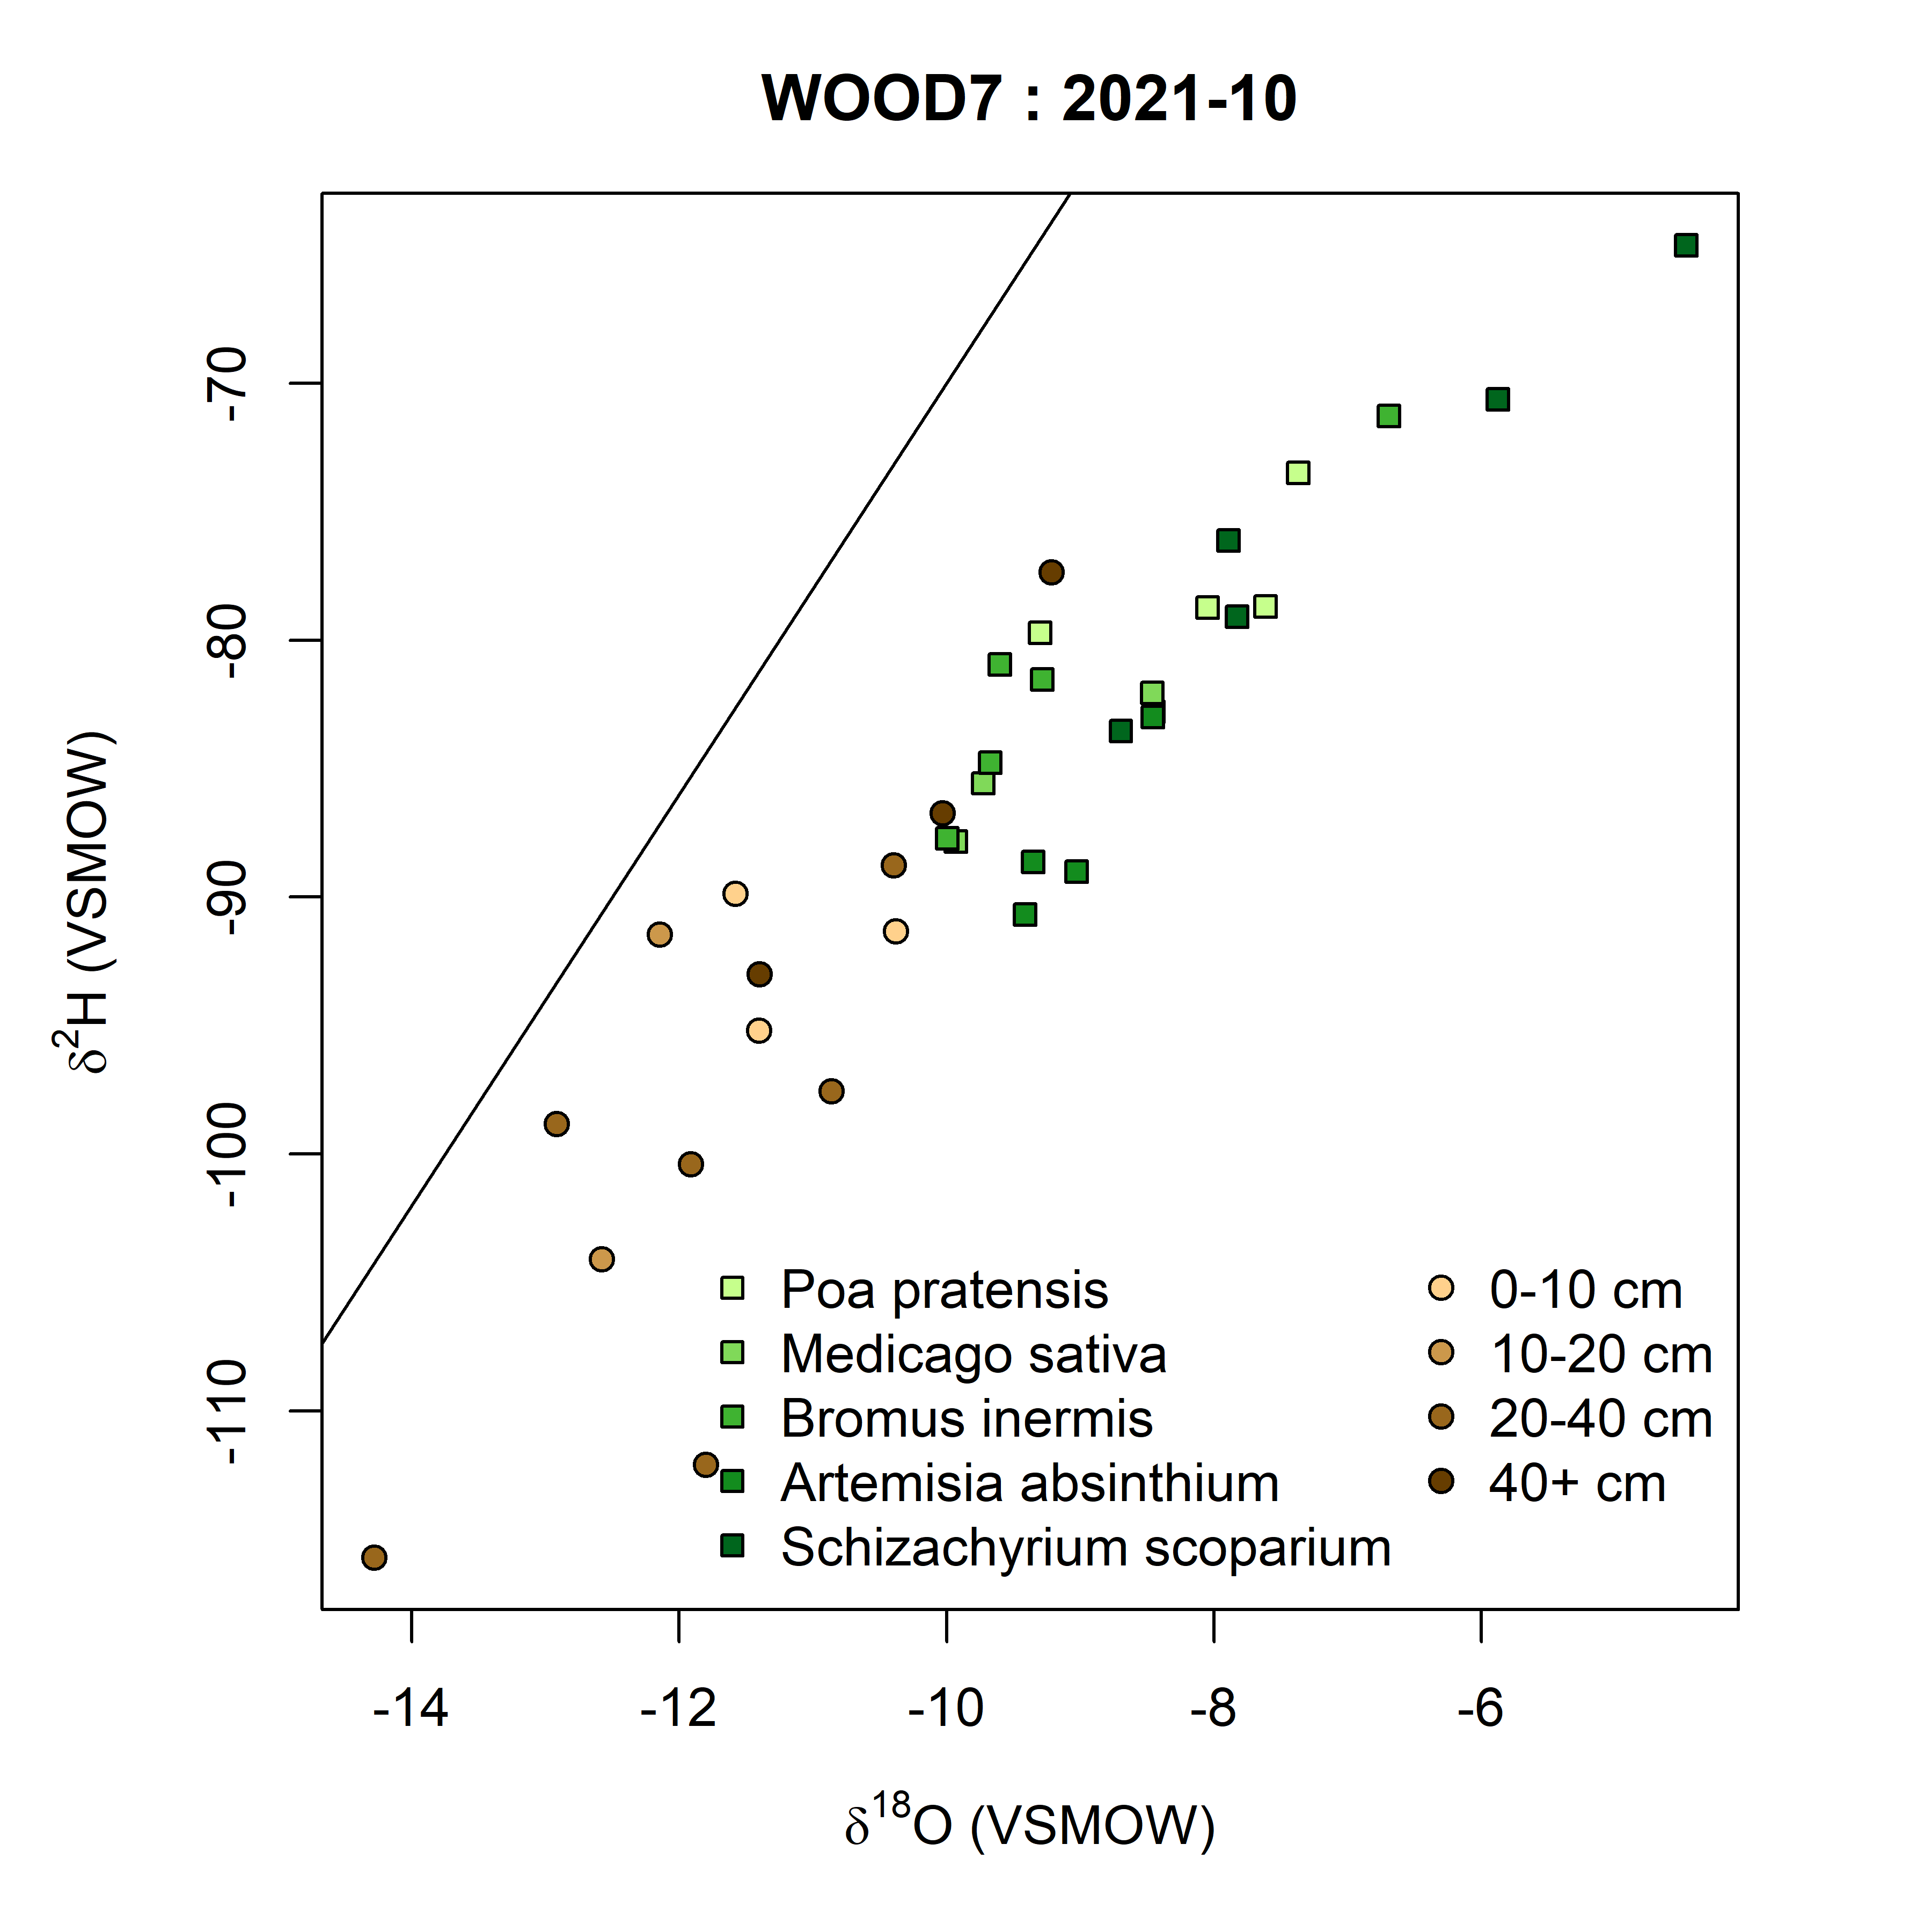 WOOD7 : 2021-10
δ²H (VSMOW)
-70
-80
-90
-100
-110
Poa pratensis
Medicago sativa
Bromus inermis
Artemisia absinthium
Schizachyrium scoparium
0-10 cm
10-20 cm
20-40 cm
40+ cm
-14
-12
-10
-8
-6
δ¹⁸O (VSMOW)